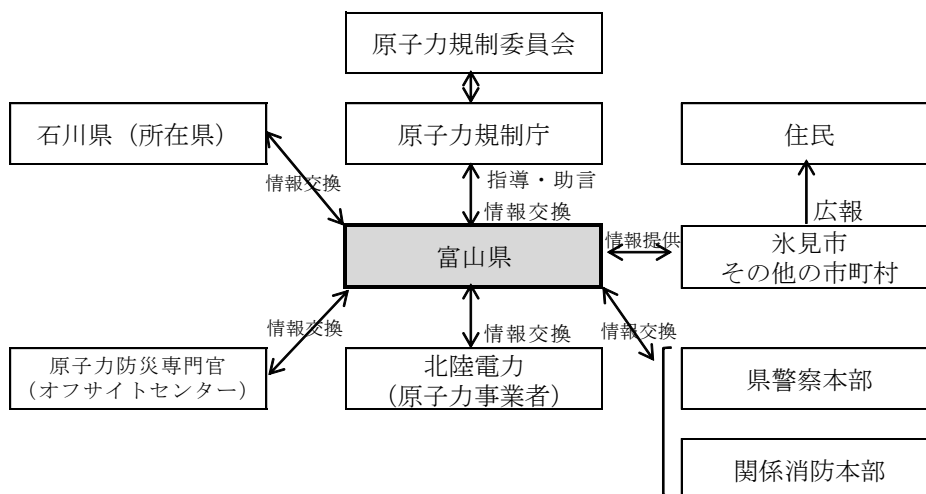 原子力規制委員会
石川県（所在県）
原子力規制庁
住民
情報交換
指導・助言
情報交換
広報
富山県
情報提供
氷見市
その他の市町村
情報交換
情報交換
情報交換
原子力防災専門官
（オフサイトセンター）
北陸電力
（原子力事業者）
県警察本部
関係消防本部